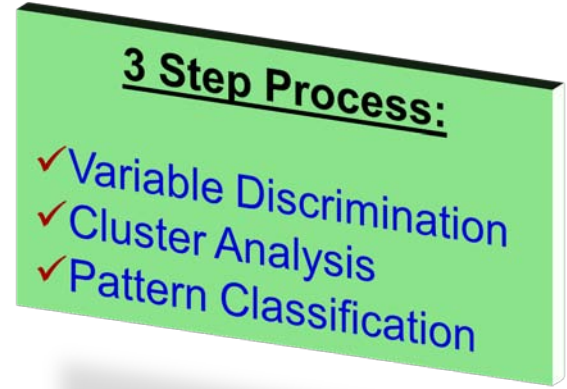 3 Step Process:
✓Variable Discrimination
✓Cluster Analysis
✓Pattern Classification